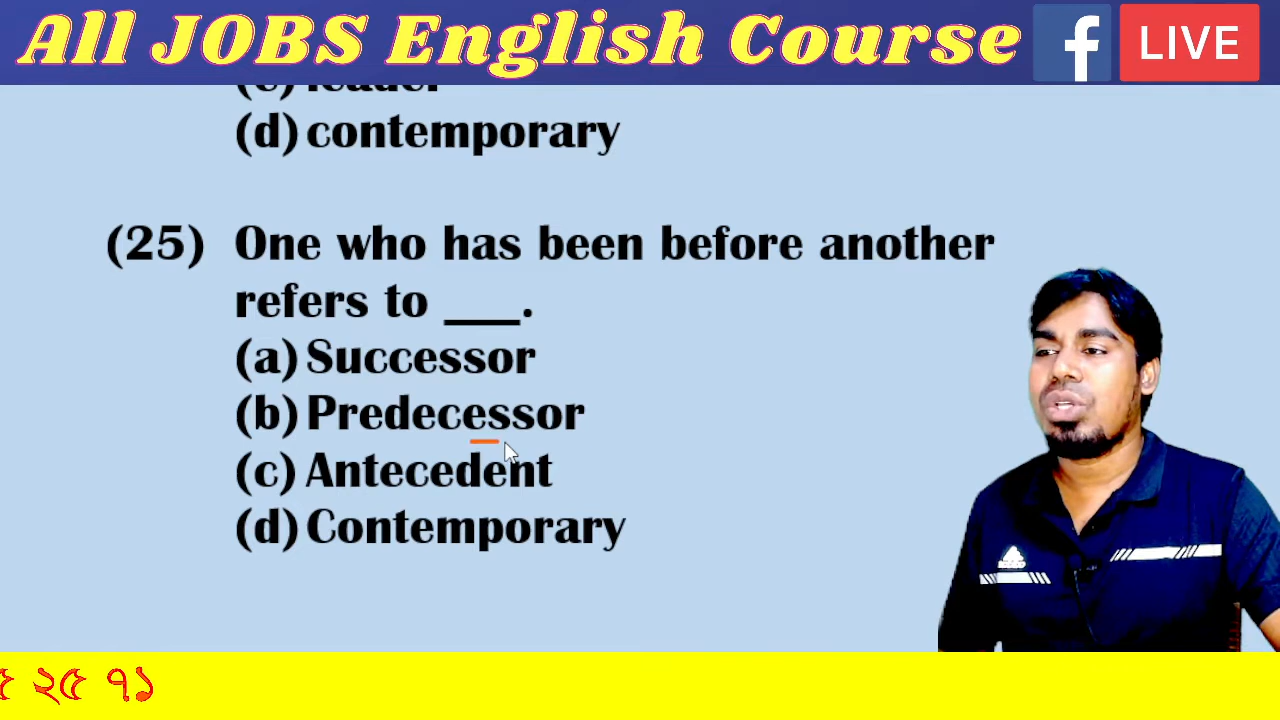 All JOBS English Course
f LIVE
(c) leader
(d) contemporary
(25) One who has been before another
refers to ___.
(a) Successor
(b) Predecessor
(c) Antecedent
(d) Contemporary
২৫ ৭১